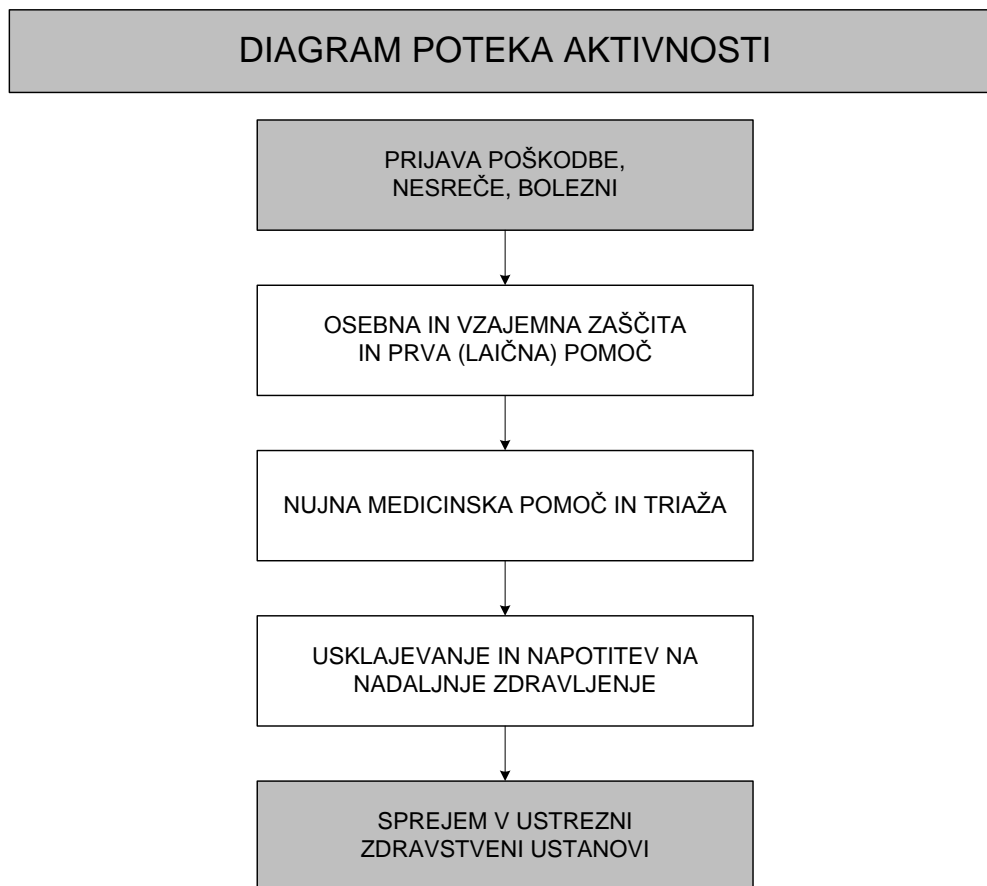 DIAGRAM POTEKA AKTIVNOSTI
PRIJAVA POŠKODBE,
NESREČE, BOLEZNI
OSEBNA IN VZAJEMNA ZAŠČITA
IN PRVA (LAIČNA) POMOČ
NUJNA MEDICINSKA POMOČ IN TRIAŽA
USKLAJEVANJE IN NAPOTITEV NA
NADALJNJE ZDRAVLJENJE
SPREJEM V USTREZNI
ZDRAVSTVENI USTANOVI